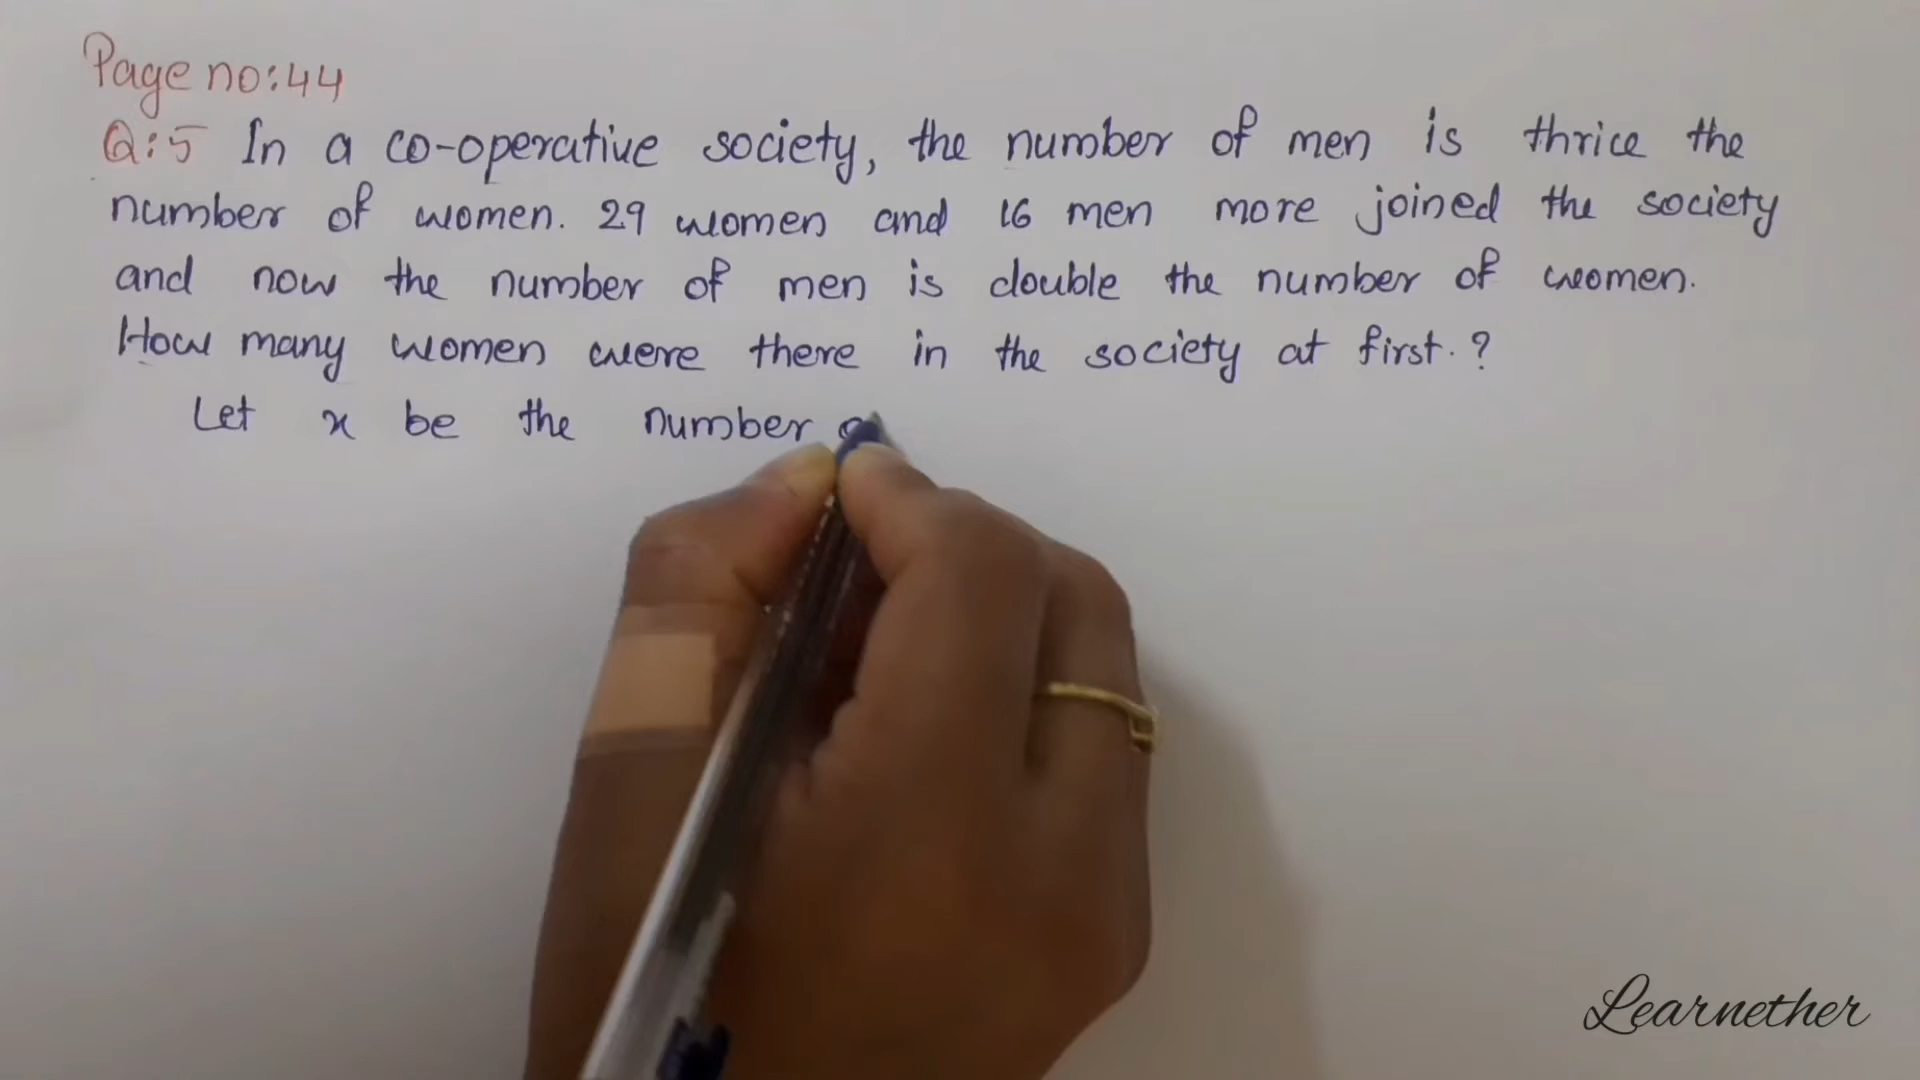 Page no:44
Q:5 In a co-operative society, the number of men is thrice the
number of women. 29 women and 16 men more joined the society
and now the number of men is double the number of women.
How many women were there in the society at first.?
Let x be the number
Learnether